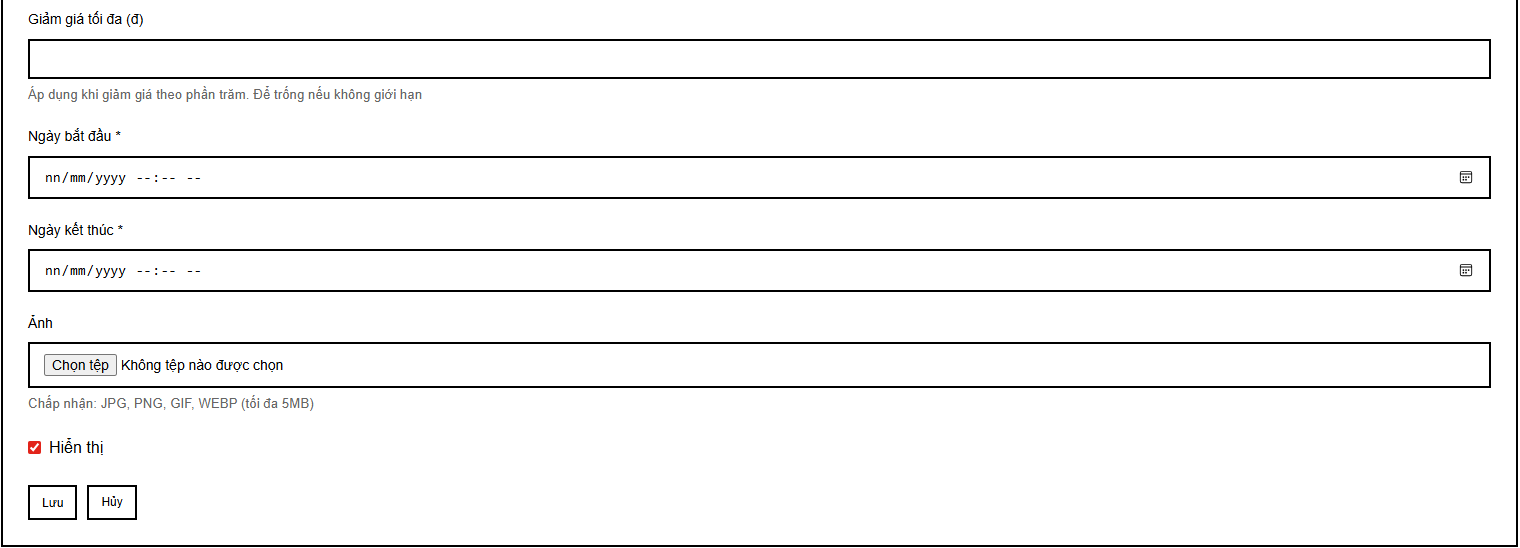 Giảm giá tối đa (đ)
Áp dụng khi giảm giá theo phần trăm. Để trống nếu không giới hạn
Ngày bắt đầu *
nn/mm/yyyy --:-- --
Ngày kết thúc *
nn/mm/yyyy --:-- --
Ảnh
Chọn tệp Không tệp nào được chọn
Chấp nhận: JPG, PNG, GIF, WEBP (tối đa 5MB)
Hiển thị
Lưu Hủy